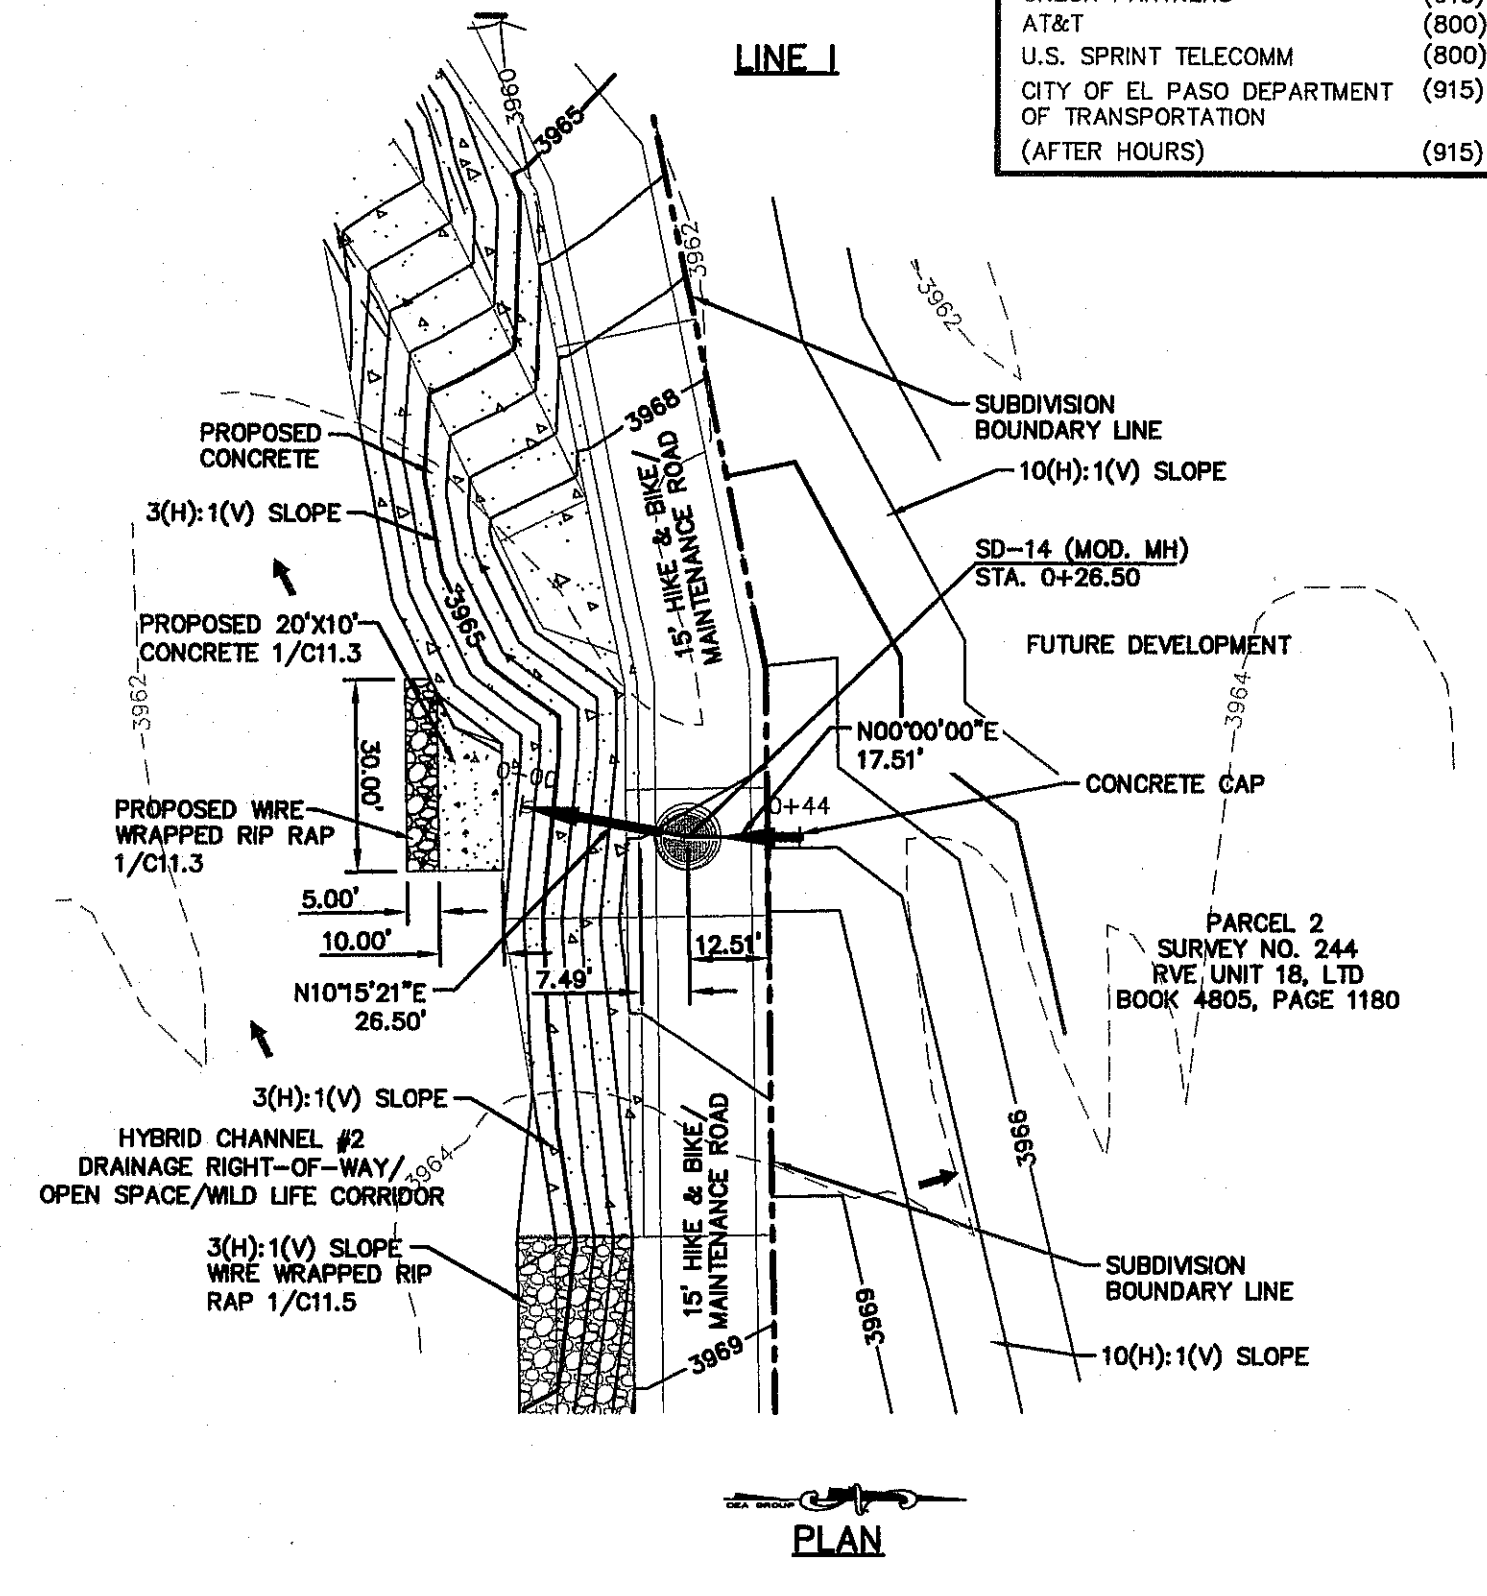 LINE 1
AT&T (800)
U.S. SPRINT TELECOMM (800)
CITY OF EL PASO DEPARTMENT (915)
OF TRANSPORTATION
(AFTER HOURS) (915)
3960
3965
3962
3962
SUBDIVISION
BOUNDARY LINE
3968
PROPOSED
CONCRETE
10(H):1(V) SLOPE
3(H):1(V) SLOPE
15' HIKE & BIKE/
MAINTENANCE ROAD
SD-14 (MOD. MH)
STA. 0+26.50
3965
PROPOSED 20'X10'
CONCRETE 1/C11.3
FUTURE DEVELOPMENT
3962
3964
N00°00'00"E
17.51'
30.00'
0+00
CONCRETE CAP
0+44
PROPOSED WIRE
WRAPPED RIP RAP
1/C11.3
5.00'
10.00'
12.51'
7.49'
PARCEL 2
SURVEY NO. 244
RVE UNIT 18, LTD
BOOK 4805, PAGE 1180
N10°15'21"E
26.50'
3(H):1(V) SLOPE
HYBRID CHANNEL #2
DRAINAGE RIGHT-OF-WAY/
OPEN SPACE/WILD LIFE CORRIDOR
3964
15' HIKE & BIKE/
MAINTENANCE ROAD
3966
3(H):1(V) SLOPE
WIRE WRAPPED RIP
RAP 1/C11.5
SUBDIVISION
BOUNDARY LINE
3969
3969
10(H):1(V) SLOPE
CEA GROUP
PLAN